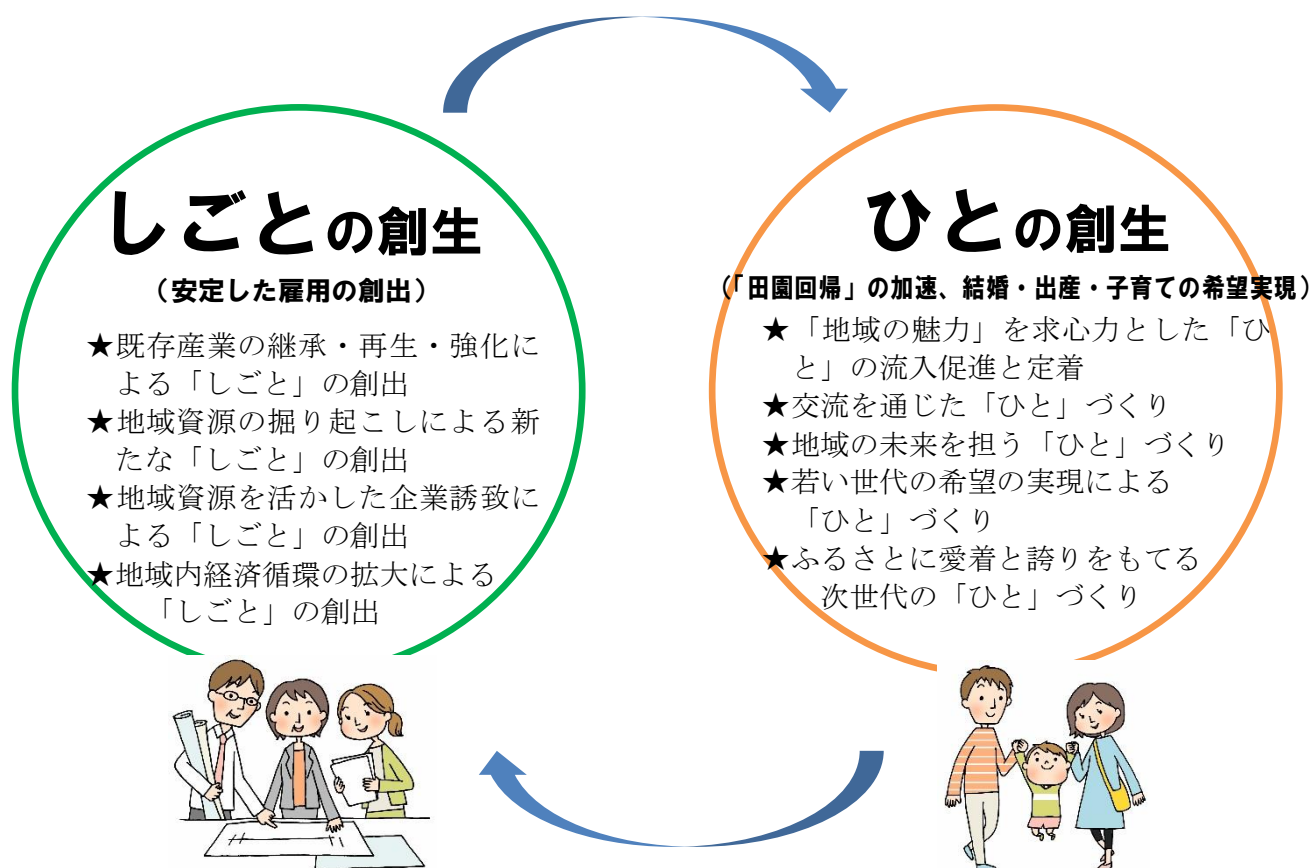 しごとの創生
（安定した雇用の創出）
★既存産業の継承・再生・強化に
よる「しごと」の創出
★地域資源の掘り起こしによる新
たな「しごと」の創出
★地域資源を活かした企業誘致に
よる「しごと」の創出
★地域内経済循環の拡大による
「しごと」の創出
ひとの創生
（「田園回帰」の加速、結婚・出産・子育ての希望実現）
★「地域の魅力」を求心力とした「ひ
と」の流入促進と定着
★交流を通じた「ひと」づくり
★地域の未来を担う「ひと」づくり
★若い世代の希望の実現による
「ひと」づくり
★ふるさとに愛着と誇りをもてる
次世代の「ひと」づくり